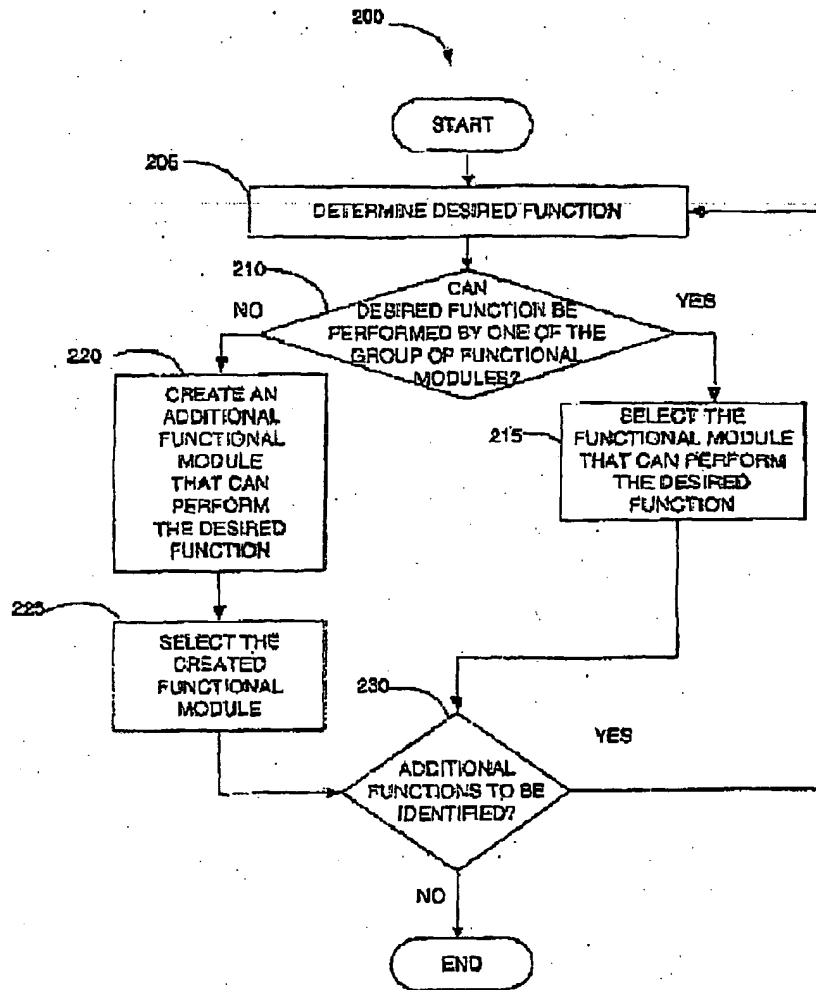 200
START
205
DETERMINE DESIRED FUNCTION
210
CAN
DESIRED FUNCTION BE
PERFORMED BY ONE OF THE
GROUP OF FUNCTIONAL
MODULES?
NO
YES
220
CREATE AN
ADDITIONAL
FUNCTIONAL
MODULE
THAT CAN
PERFORM
THE DESIRED
FUNCTION
215
SELECT THE
FUNCTIONAL MODULE
THAT CAN PERFORM
THE DESIRED
FUNCTION
225
SELECT THE
CREATED
FUNCTIONAL
MODULE
230
ADDITIONAL
FUNCTIONS TO BE
IDENTIFIED?
YES
NO
END